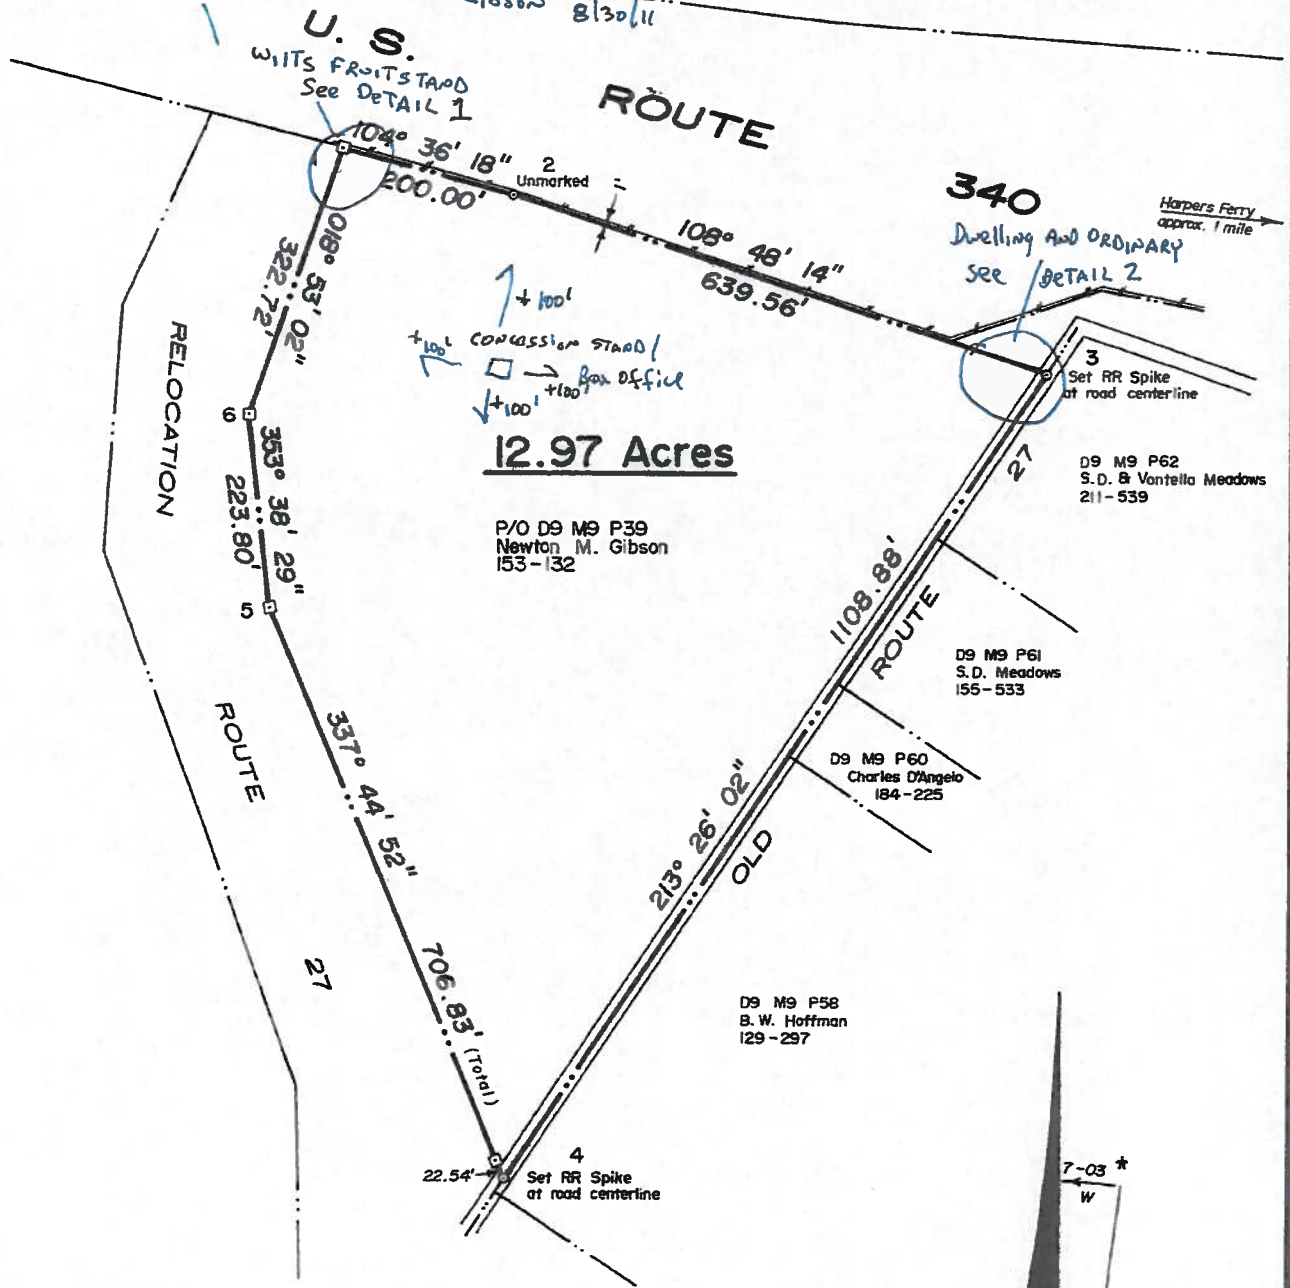 8/30/11
U. S.
WIITS FRUITSTAND
See DETAIL 1
ROUTE
340
Harpers Ferry
approx. 1 mile
104° 36' 18"
200.00'
2
Unmarked
108° 48' 14"
639.56'
Dwelling AND ORDINARY
see DETAIL 2
3
Set RR Spike
at road centerline
018° 53' 02"
322.72'
+100'
+100' CONCESSION STAND/
+100' Box office
+100'
12.97 Acres
P/O D9 M9 P39
Newton M. Gibson
153-132
RELOCATION
6
353° 38' 29"
223.80'
5
27
D9 M9 P62
S.D. & Vontella Meadows
211-539
1108.88'
ROUTE
D9 M9 P61
S.D. Meadows
155-533
ROUTE
337° 44' 52"
D9 M9 P60
Charles D'Angelo
184-225
213° 26' 02"
OLD
706.83' (Total)
27
D9 M9 P58
B. W. Hoffman
129-297
22.54'
4
Set RR Spike
at road centerline
7-03 *
W